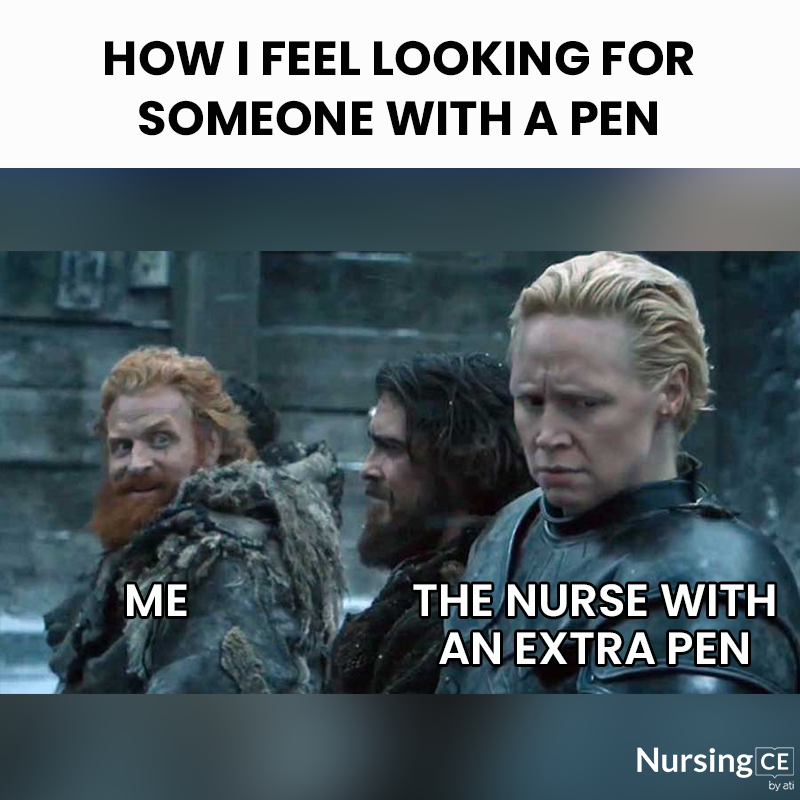 HOW I FEEL LOOKING FOR
SOMEONE WITH A PEN
ME
THE NURSE WITH
AN EXTRA PEN
Nursing CE
by ati